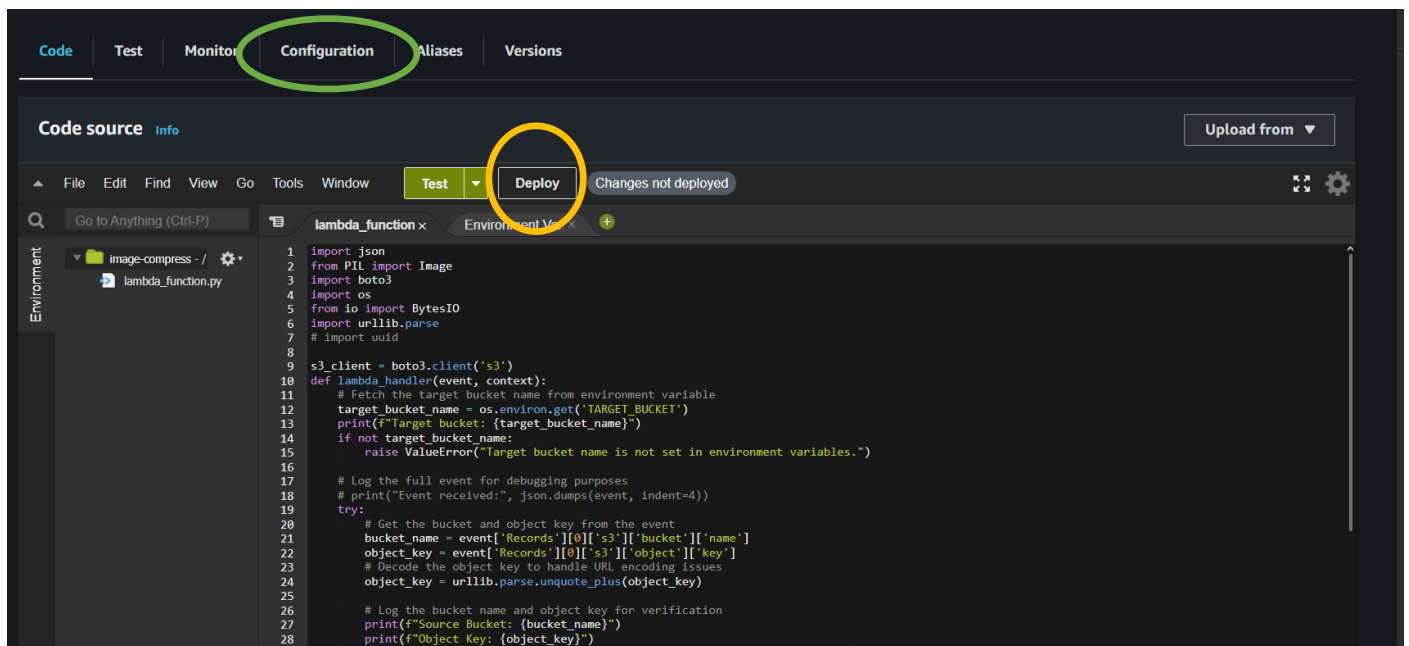 Code Test Monitor Configuration Aliases Versions
Code source Info
Upload from
File Edit Find View Go Tools Window Test Deploy Changes not deployed
Go to Anything (Ctrl-P)
lambda_function × Environment Var ×
Environment
image-compress - /
lambda_function.py
1 import json
2 from PIL import Image
3 import boto3
4 import os
5 from io import BytesIO
6 import urllib.parse
7 # import uuid
8
9 s3_client = boto3.client('s3')
10 def lambda_handler(event, context):
11 # Fetch the target bucket name from environment variable
12 target_bucket_name = os.environ.get('TARGET_BUCKET')
13 print(f"Target bucket: {target_bucket_name}")
14 if not target_bucket_name:
15 raise ValueError("Target bucket name is not set in environment variables.")
16
17 # Log the full event for debugging purposes
18 # print("Event received:", json.dumps(event, indent=4))
19 try:
20 # Get the bucket and object key from the event
21 bucket_name = event['Records'][0]['s3']['bucket']['name']
22 object_key = event['Records'][0]['s3']['object']['key']
23 # Decode the object key to handle URL encoding issues
24 object_key = urllib.parse.unquote_plus(object_key)
25
26 # Log the bucket name and object key for verification
27 print(f"Source Bucket: {bucket_name}")
28 print(f"Object Key: {object_key}")